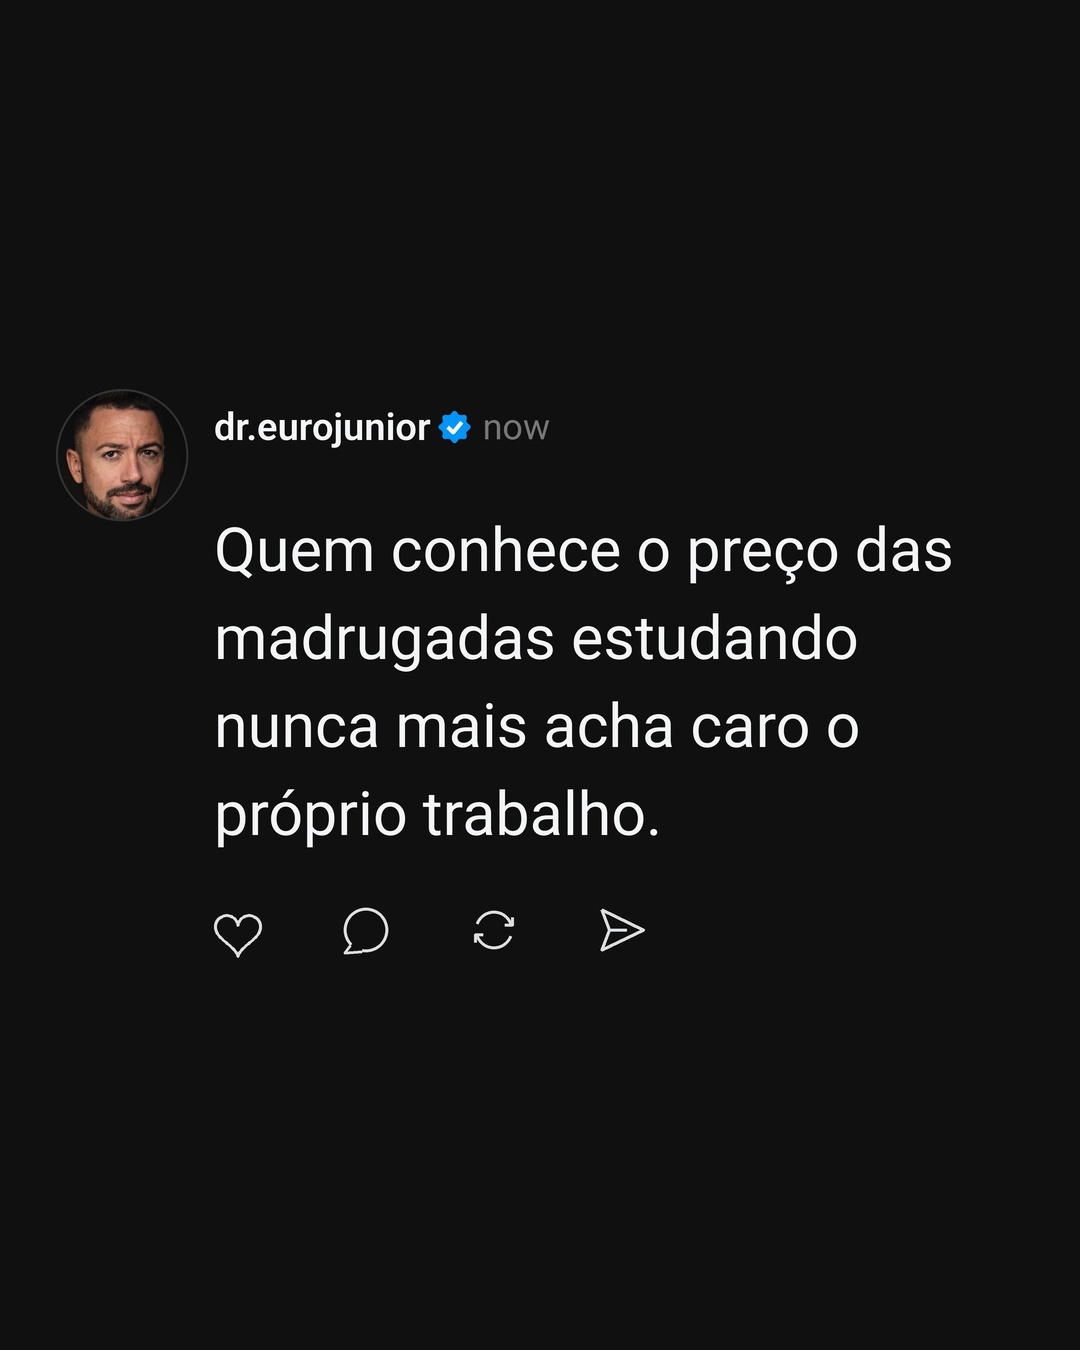 dr.eurojunior now
Quem conhece o preço das
madrugadas estudando
nunca mais acha caro o
próprio trabalho.